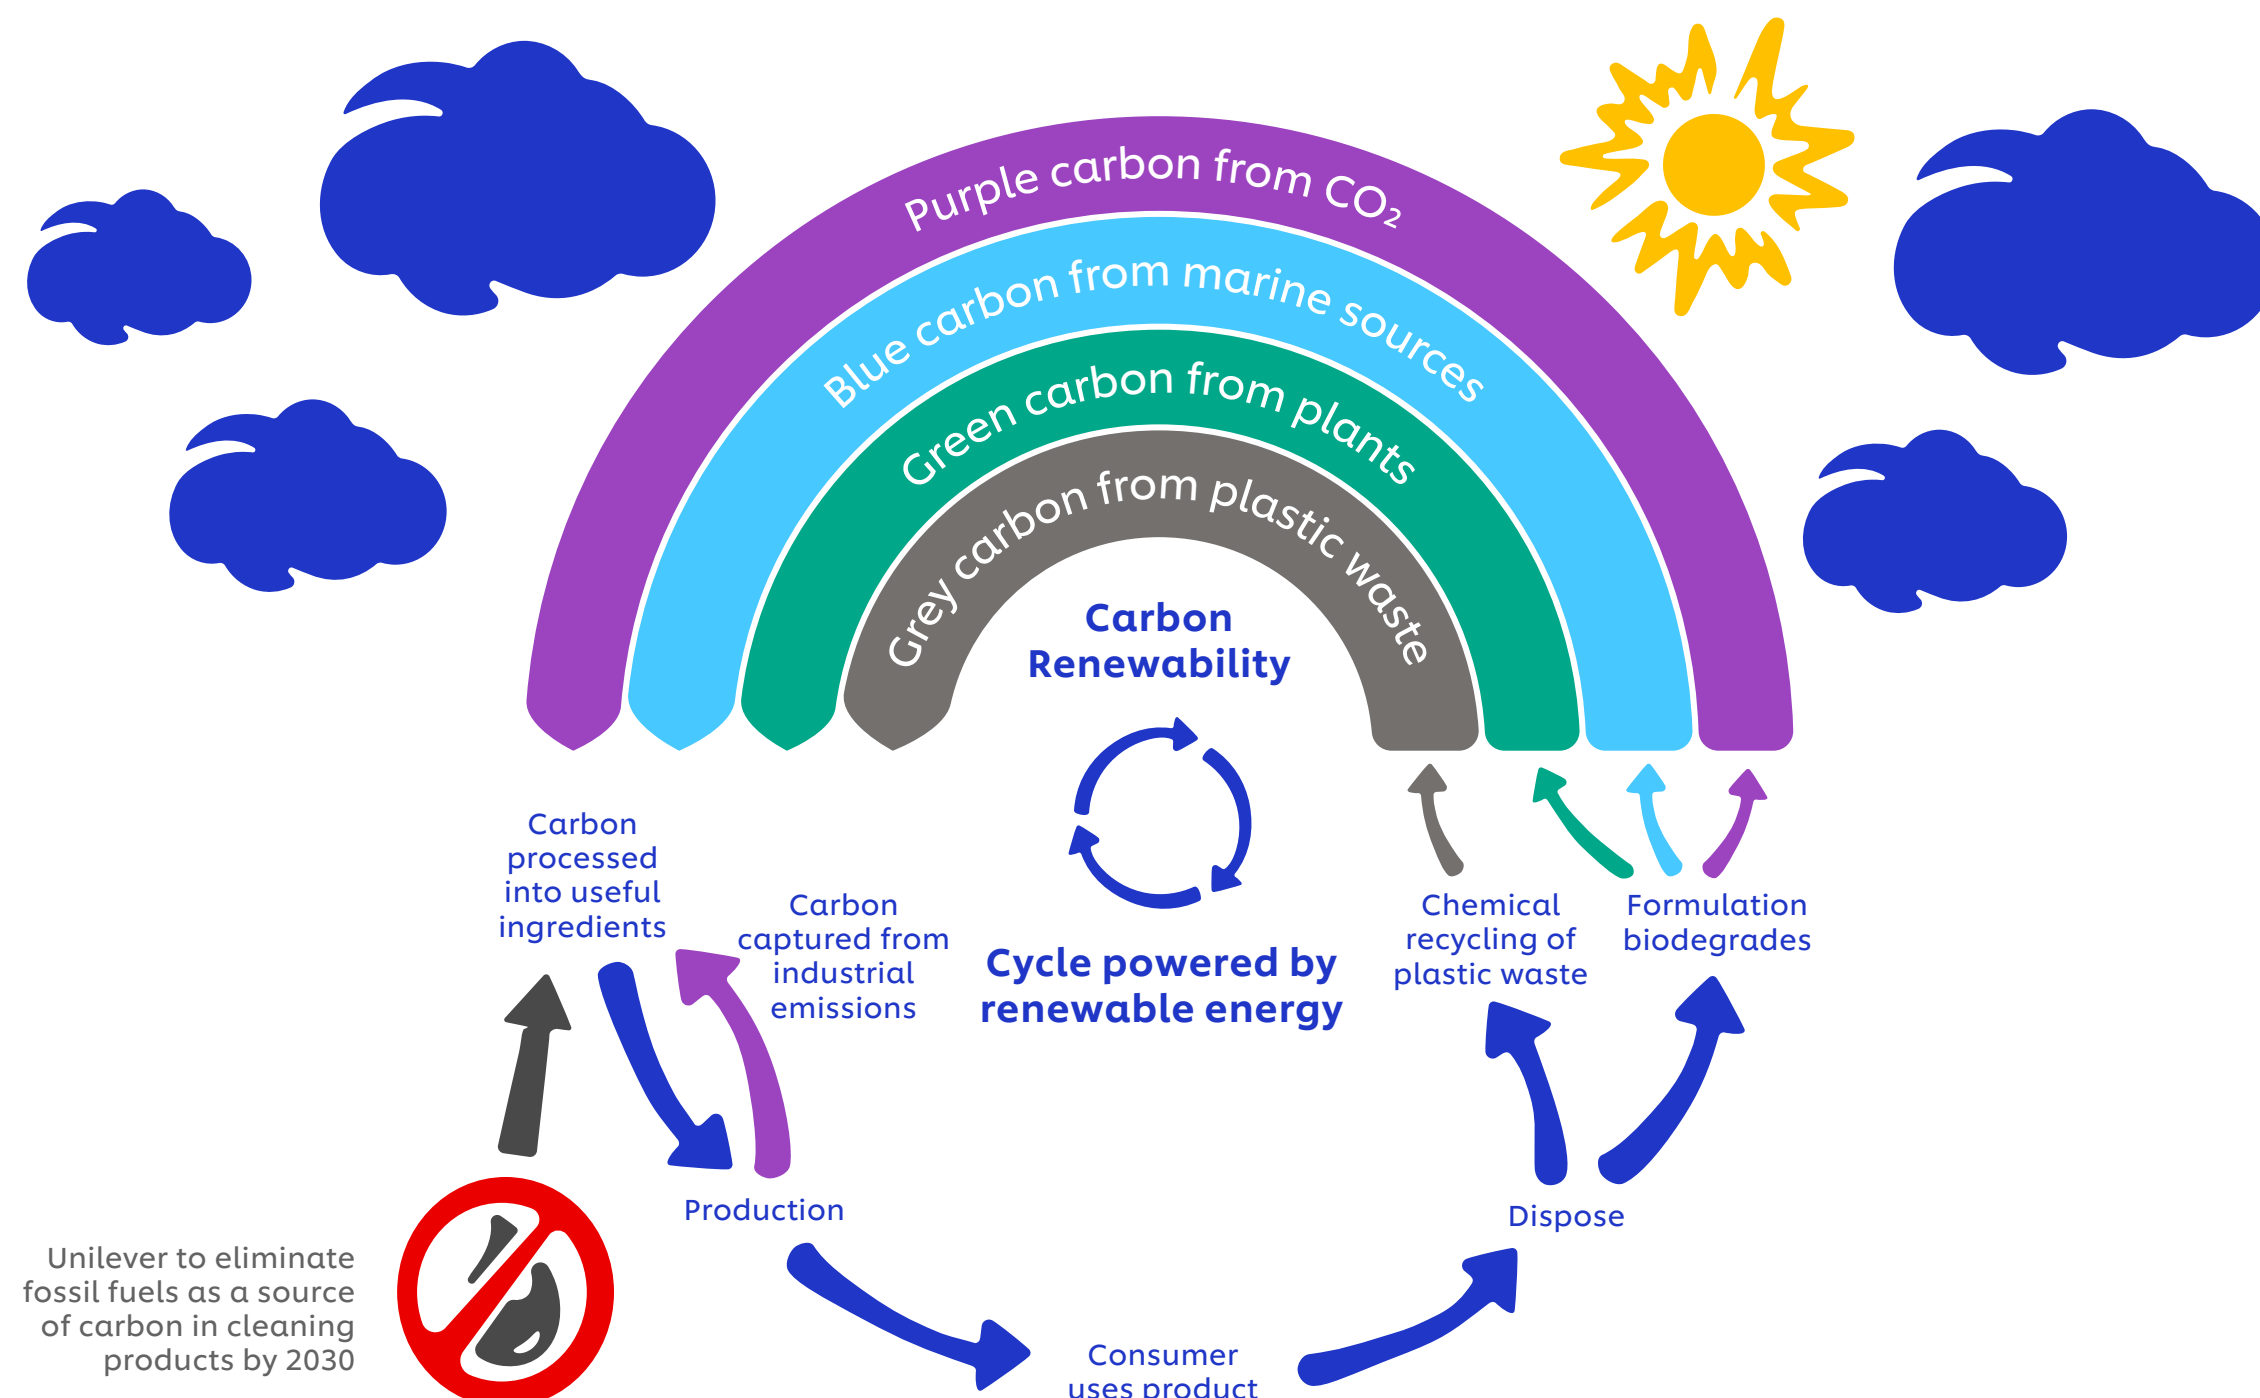 Purple carbon from CO₂
Blue carbon from marine sources
Green carbon from plants
Grey carbon from plastic waste
Carbon
Renewability
Cycle powered by
renewable energy
Carbon
processed
into useful
ingredients
Carbon
captured from
industrial
emissions
Chemical
recycling of
plastic waste
Formulation
biodegrades
Production
Dispose
Consumer
uses product
Unilever to eliminate
fossil fuels as a source
of carbon in cleaning
products by 2030